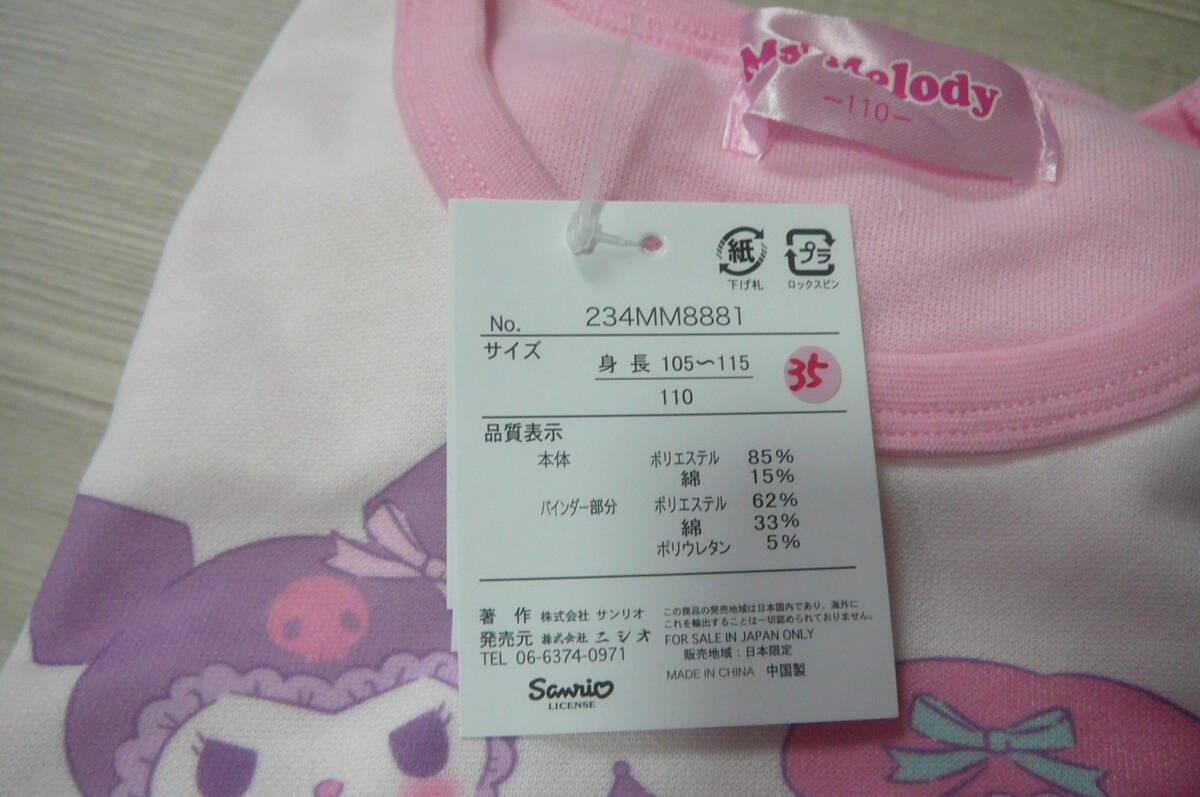 My Melody
-110-
紙
プラ
下げ札
ロックスピン
No. 234MM8881
サイズ
身長 105〜115
110
35
品質表示
本体 ポリエステル 85%
綿 15%
バインダー部分 ポリエステル 62%
綿 33%
ポリウレタン 5%
著 作 株式会社 サンリオ
発売元 株式会社 ニシオ
TEL 06-6374-0971
Sanrio
LICENSE
この商品の発売地域は日本国内であり、海外に
これを輸出することは一切認められておりません。
FOR SALE IN JAPAN ONLY
販売地域:日本限定
MADE IN CHINA 中国製